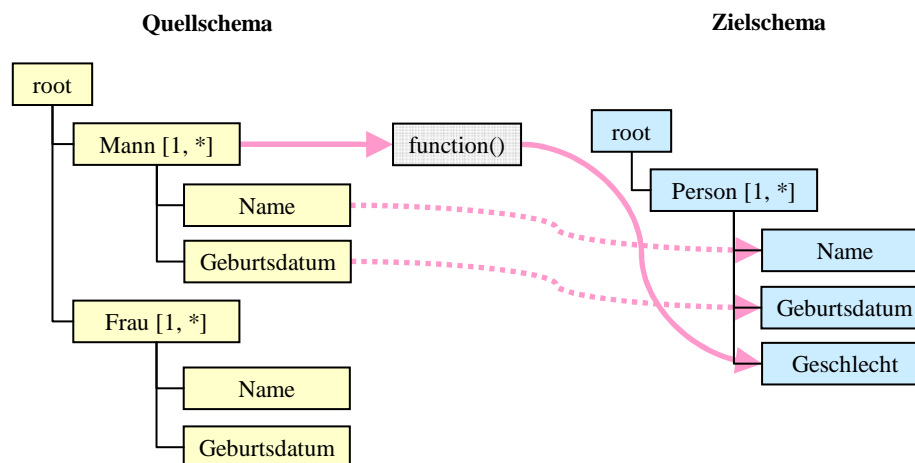 Quellschema
root
Mann [1, *]
Name
Geburtsdatum
Frau [1, *]
Name
Geburtsdatum
function()
Zielschema
root
Person [1, *]
Name
Geburtsdatum
Geschlecht